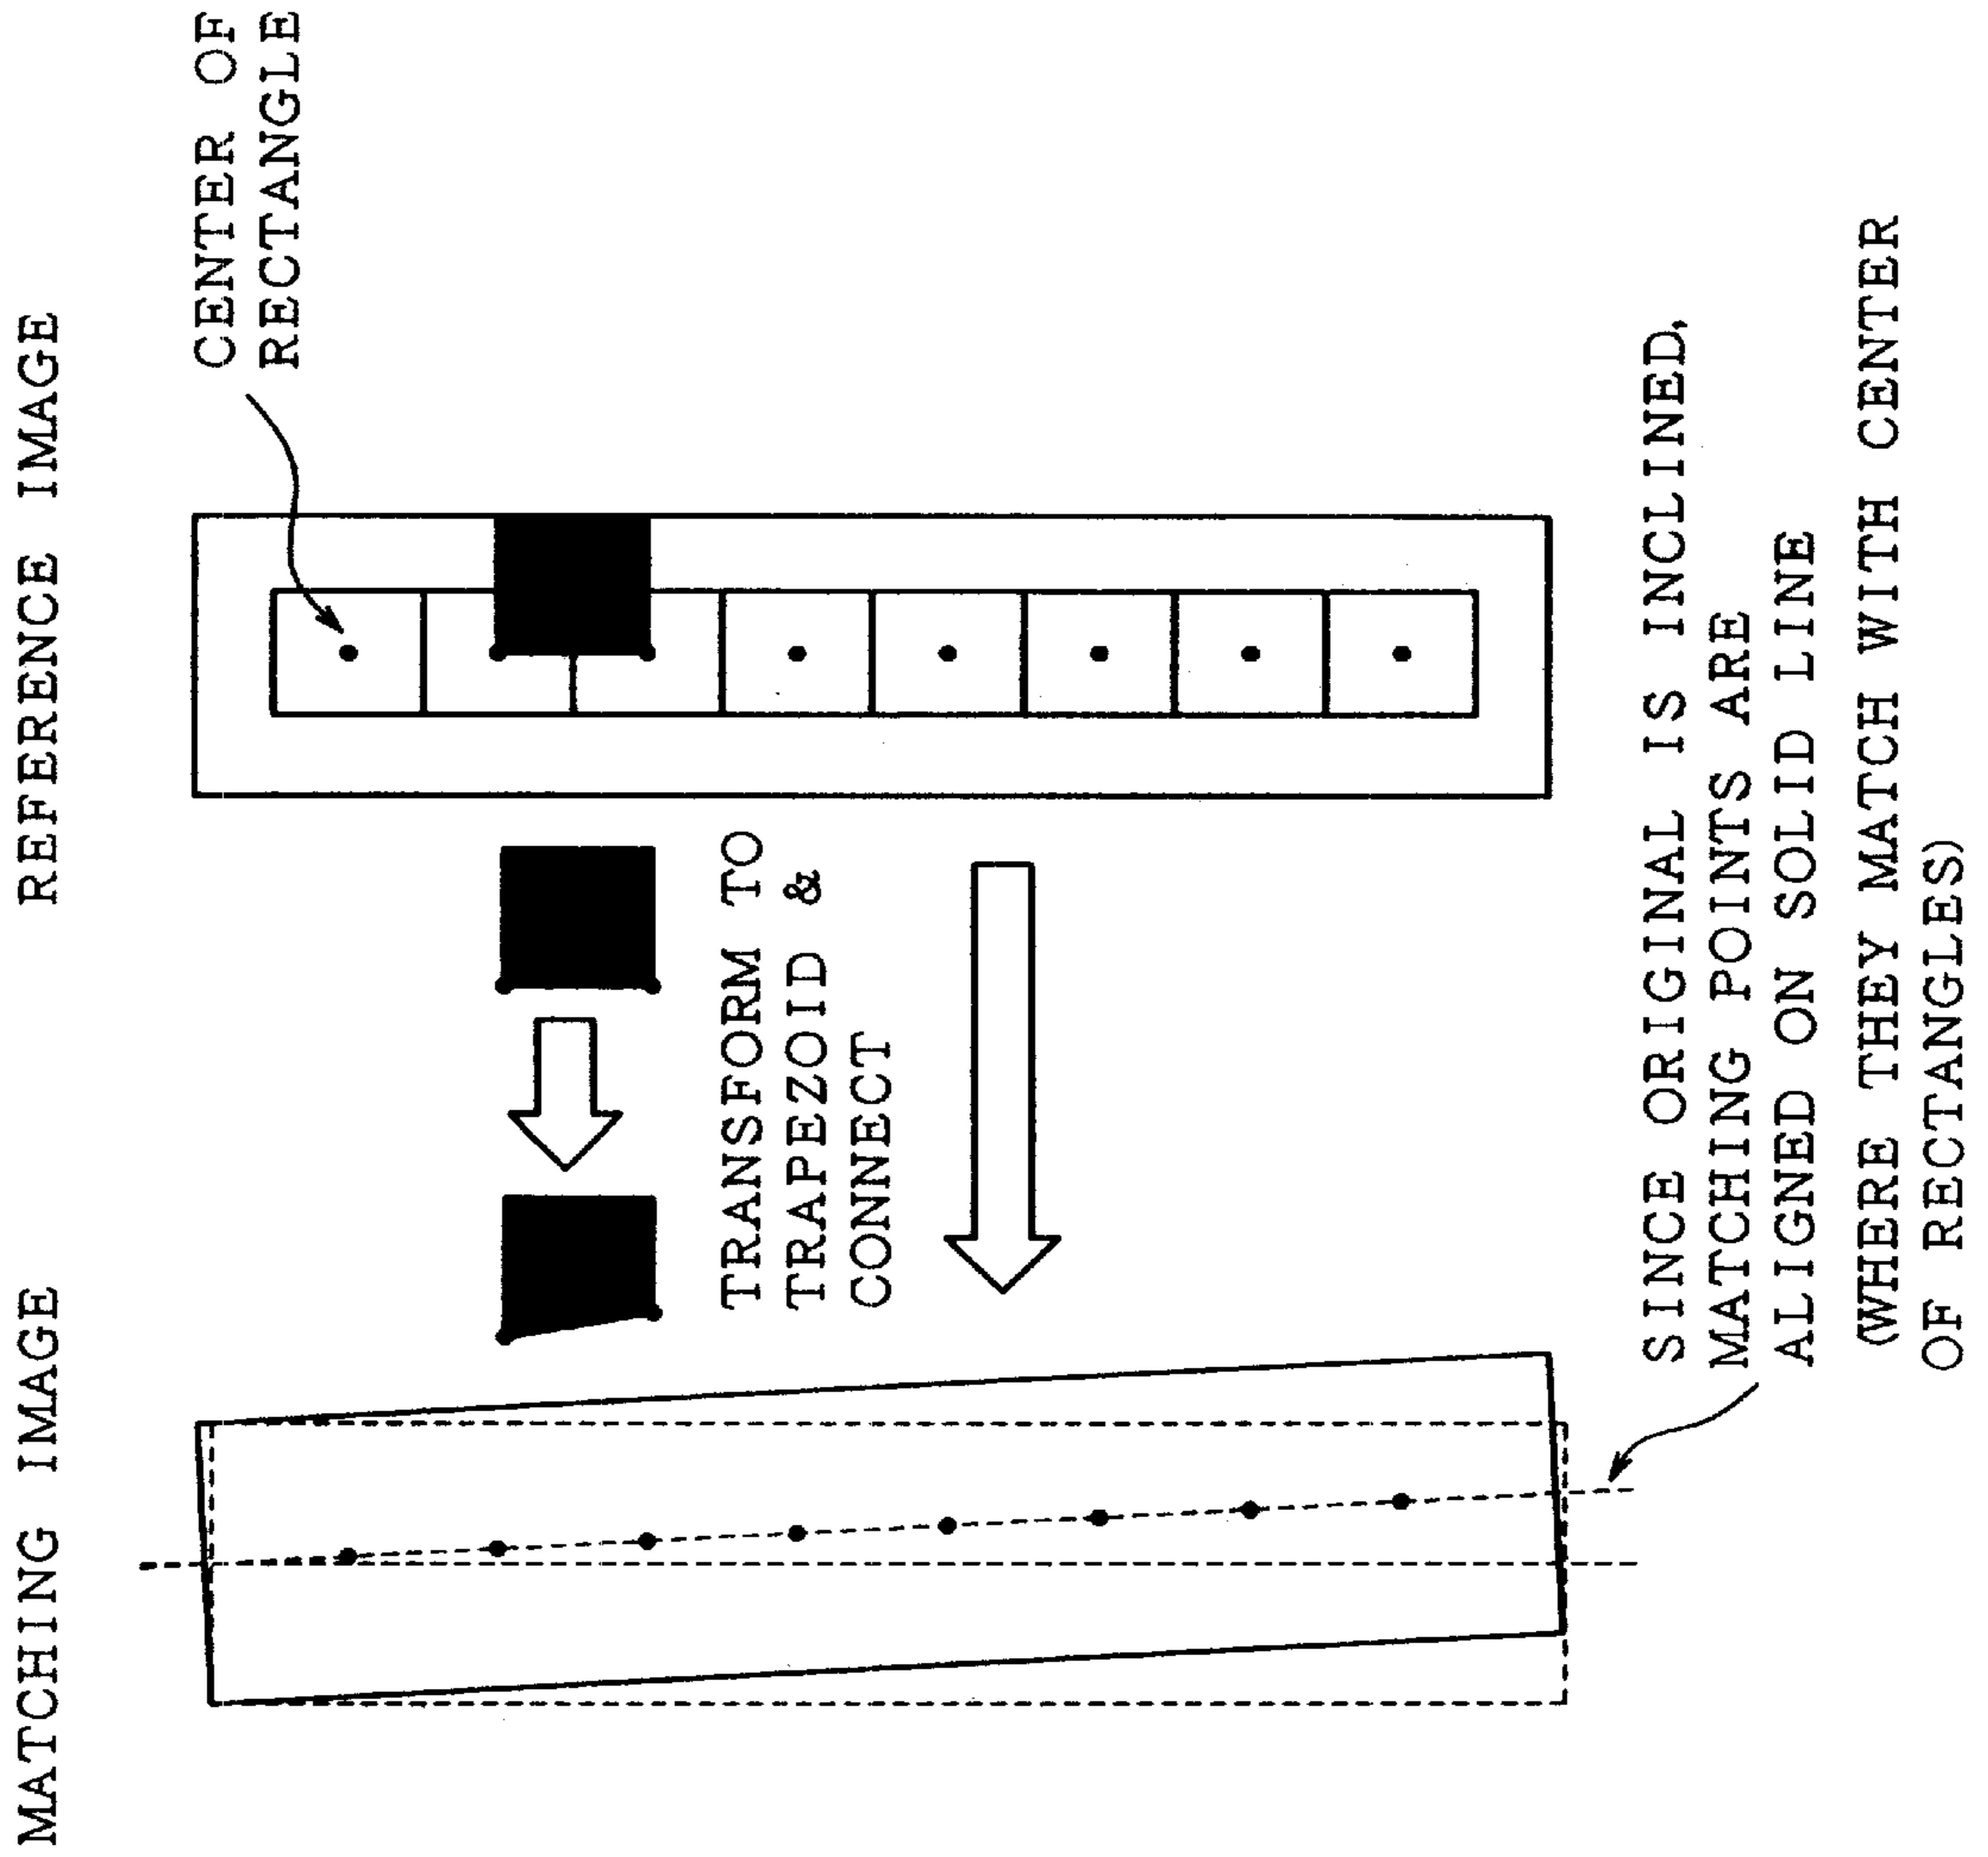 MATCHING IMAGE
REFERENCE IMAGE
CENTER OF
RECTANGLE
TRANSFORM TO
TRAPEZOID &
CONNECT
SINCE ORIGINAL IS INCLINED,
MATCHING POINTS ARE
ALIGNED ON SOLID LINE
(WHERE THEY MATCH WITH CENTER
OF RECTANGLES)